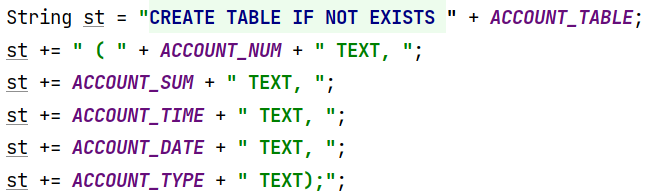 String st = "CREATE TABLE IF NOT EXISTS " + ACCOUNT_TABLE;
st += " ( " + ACCOUNT_NUM + " TEXT, ";
st += ACCOUNT_SUM + " TEXT, ";
st += ACCOUNT_TIME + " TEXT, ";
st += ACCOUNT_DATE + " TEXT, ";
st += ACCOUNT_TYPE + " TEXT);";